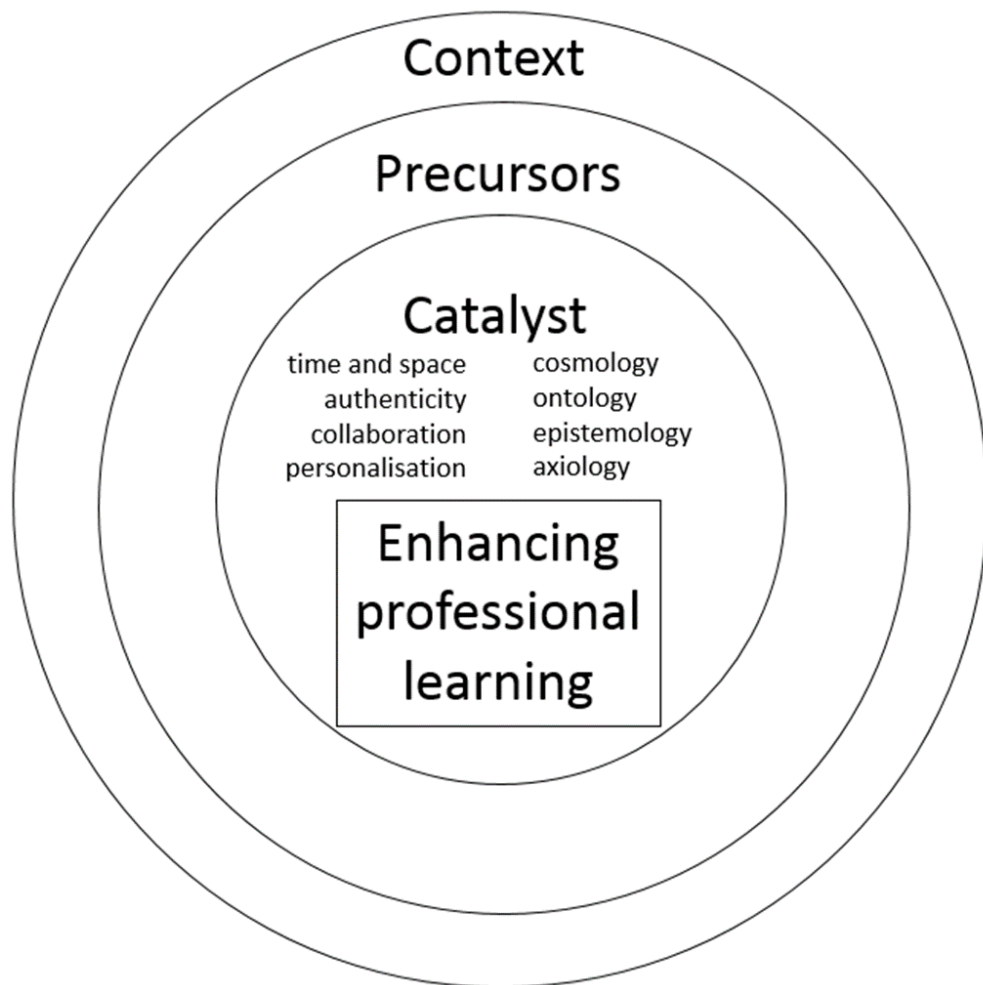 Context
Precursors
Catalyst
time and space cosmology
authenticity ontology
collaboration epistemology
personalisation axiology
Enhancing
professional
learning